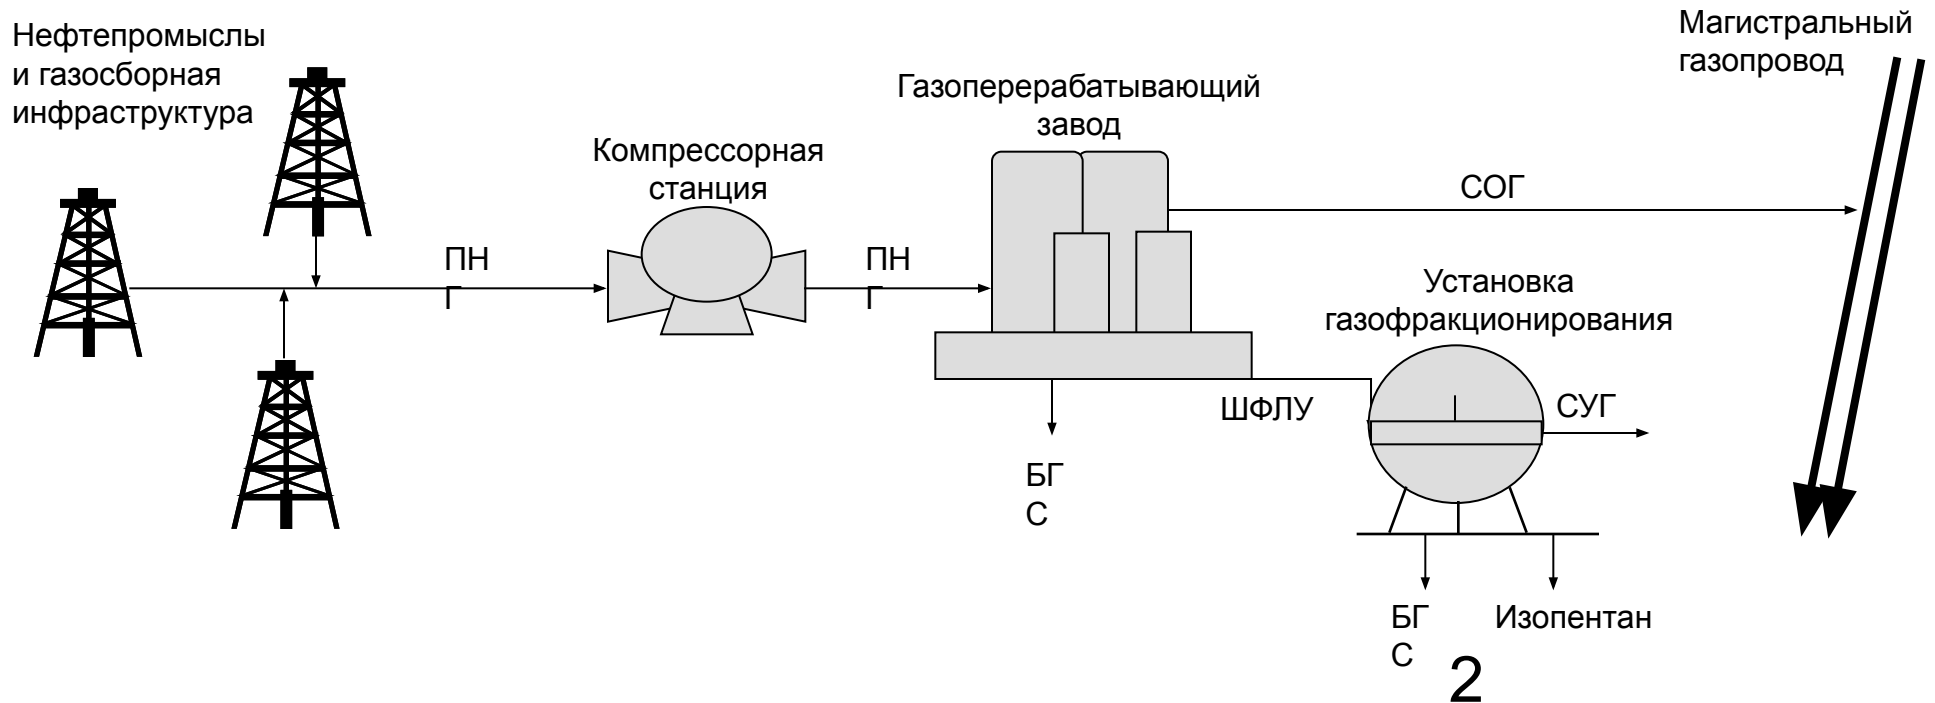 Нефтепромыслы
и газосборная
инфраструктура
Компрессорная
станция
Газоперерабатывающий
завод
Магистральный
газопровод
СОГ
ПН
Г
ПН
Г
Установка
газофракционирования
ШФЛУ
СУГ
БГ
С
БГ
С
Изопентан
2